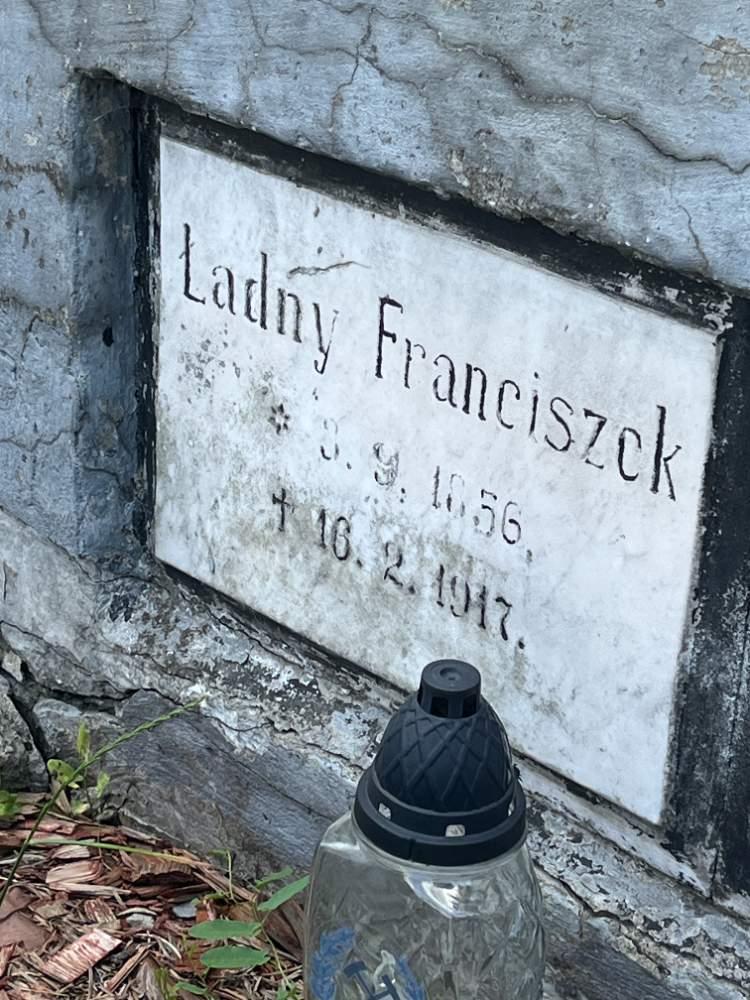 Ładny Franciszek
* 3. 9. 1856.
† 16. 2. 1917.